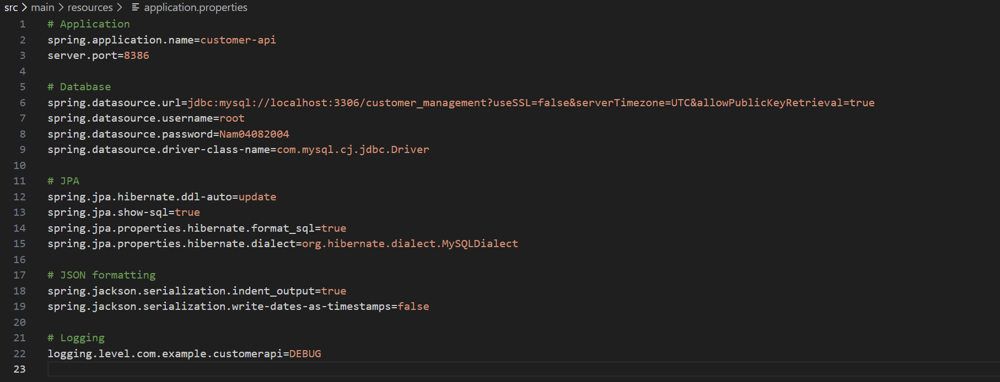 src > main > resources > application.properties
1 # Application
2 spring.application.name=customer-api
3 server.port=8386
4
5 # Database
6 spring.datasource.url=jdbc:mysql://localhost:3306/customer_management?useSSL=false&serverTimezone=UTC&allowPublicKeyRetrieval=true
7 spring.datasource.username=root
8 spring.datasource.password=Nam04082004
9 spring.datasource.driver-class-name=com.mysql.cj.jdbc.Driver
10
11 # JPA
12 spring.jpa.hibernate.ddl-auto=update
13 spring.jpa.show-sql=true
14 spring.jpa.properties.hibernate.format_sql=true
15 spring.jpa.properties.hibernate.dialect=org.hibernate.dialect.MySQLDialect
16
17 # JSON formatting
18 spring.jackson.serialization.indent_output=true
19 spring.jackson.serialization.write-dates-as-timestamps=false
20
21 # Logging
22 logging.level.com.example.customerapi=DEBUG
23